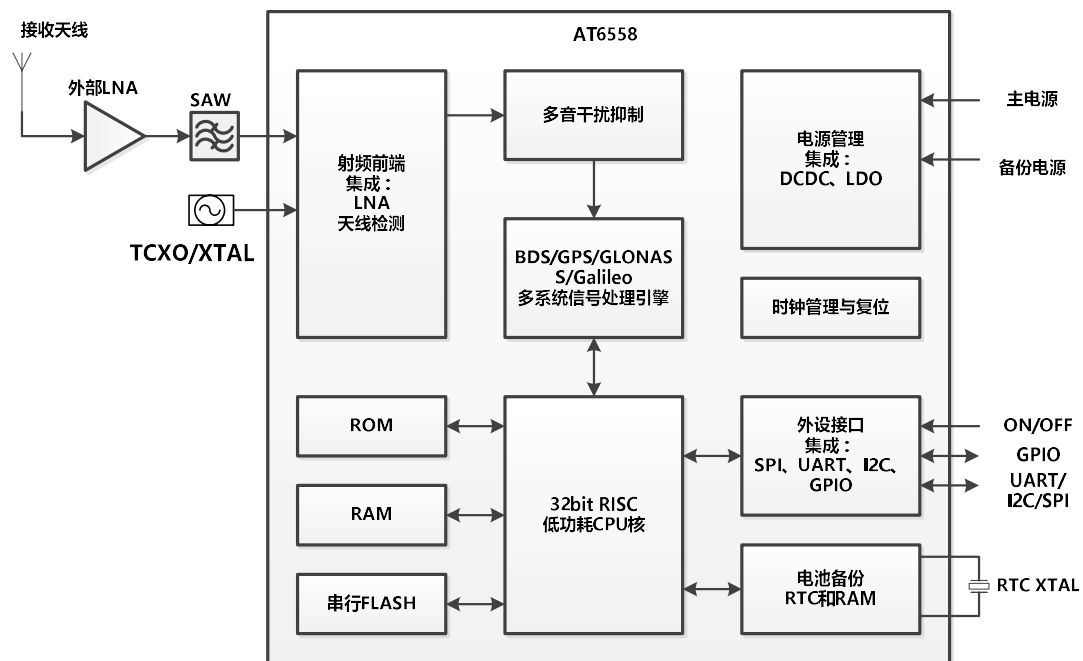 AT6558
接收天线
外部LNA
SAW
TCXO/XTAL
射频前端
集成：
LNA
天线检测
多音干扰抑制
BDS/GPS/GLONAS
S/Galileo
多系统信号处理引擎
电源管理
集成：
DCDC、LDO
主电源
备份电源
时钟管理与复位
ROM
RAM
串行FLASH
32bit RISC
低功耗CPU核
外设接口
集成：
SPI、UART、I2C、
GPIO
ON/OFF
GPIO
UART/
I2C/SPI
电池备份
RTC和RAM
RTC XTAL